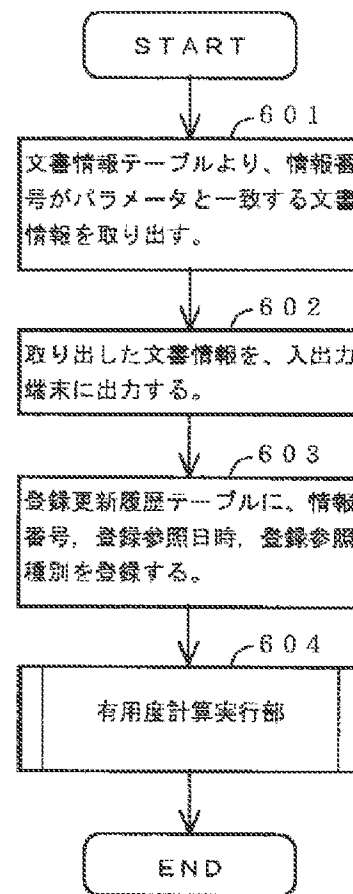 START
601
文書情報テーブルより、情報番
号がパラメータと一致する文書
情報を取り出す。
602
取り出した文書情報を、入出力
端末に出力する。
603
登録更新履歴テーブルに、情報
番号，登録参照日時，登録参照
種別を登録する。
604
有用度計算実行部
END